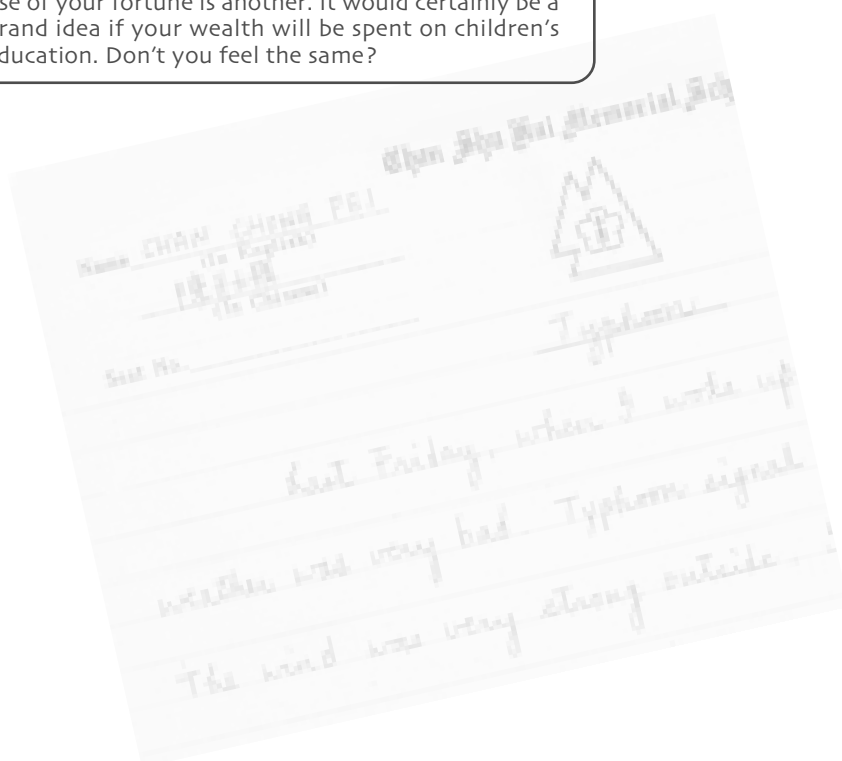 se of your fortune is another. It would certainly be a
rand idea if your wealth will be spent on children's
ducation. Don't you feel the same?
Memorial
Name CHAN
(In English)
(In Chinese)
Seat No.
Typhoon
Last Friday, when I woke up
weather was very bad. Typhoon signal
The wind was very strong outside.